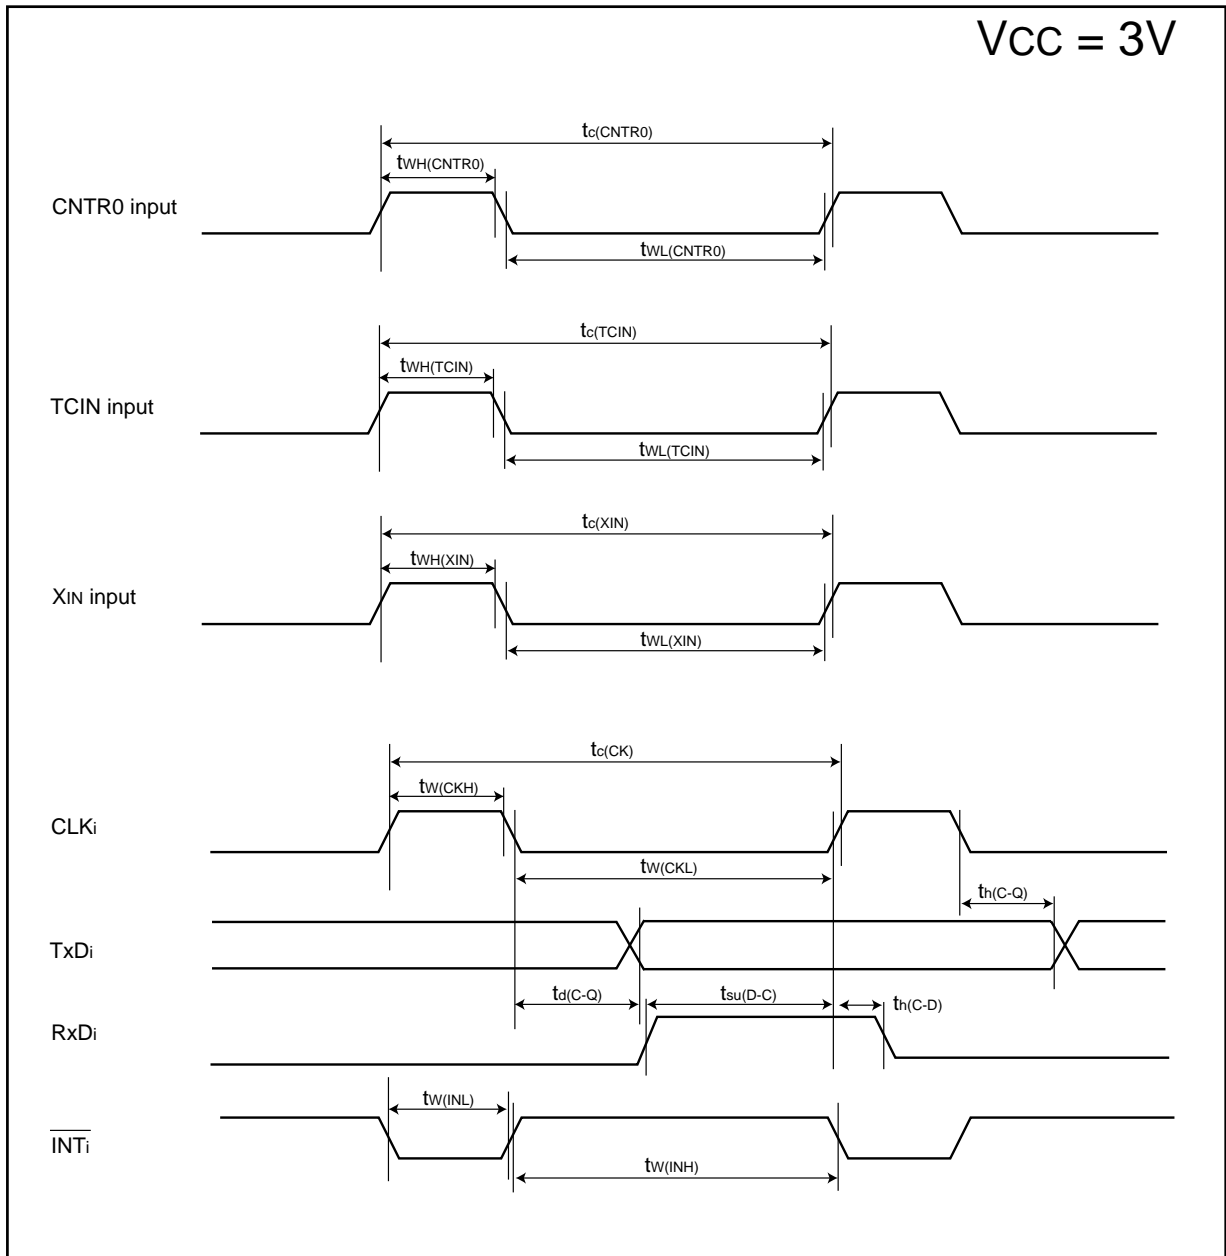 VCC = 3V
tc(CNTR0)
tWH(CNTR0)
CNTR0 input
tWL(CNTR0)
tc(TCIN)
tWH(TCIN)
TCIN input
tWL(TCIN)
tc(XIN)
tWH(XIN)
XIN input
tWL(XIN)
tc(CK)
tW(CKH)
CLKi
tW(CKL)
th(C-Q)
TxDi
td(C-Q)
tsu(D-C)
th(C-D)
RxDi
tW(INL)
INTi
tW(INH)